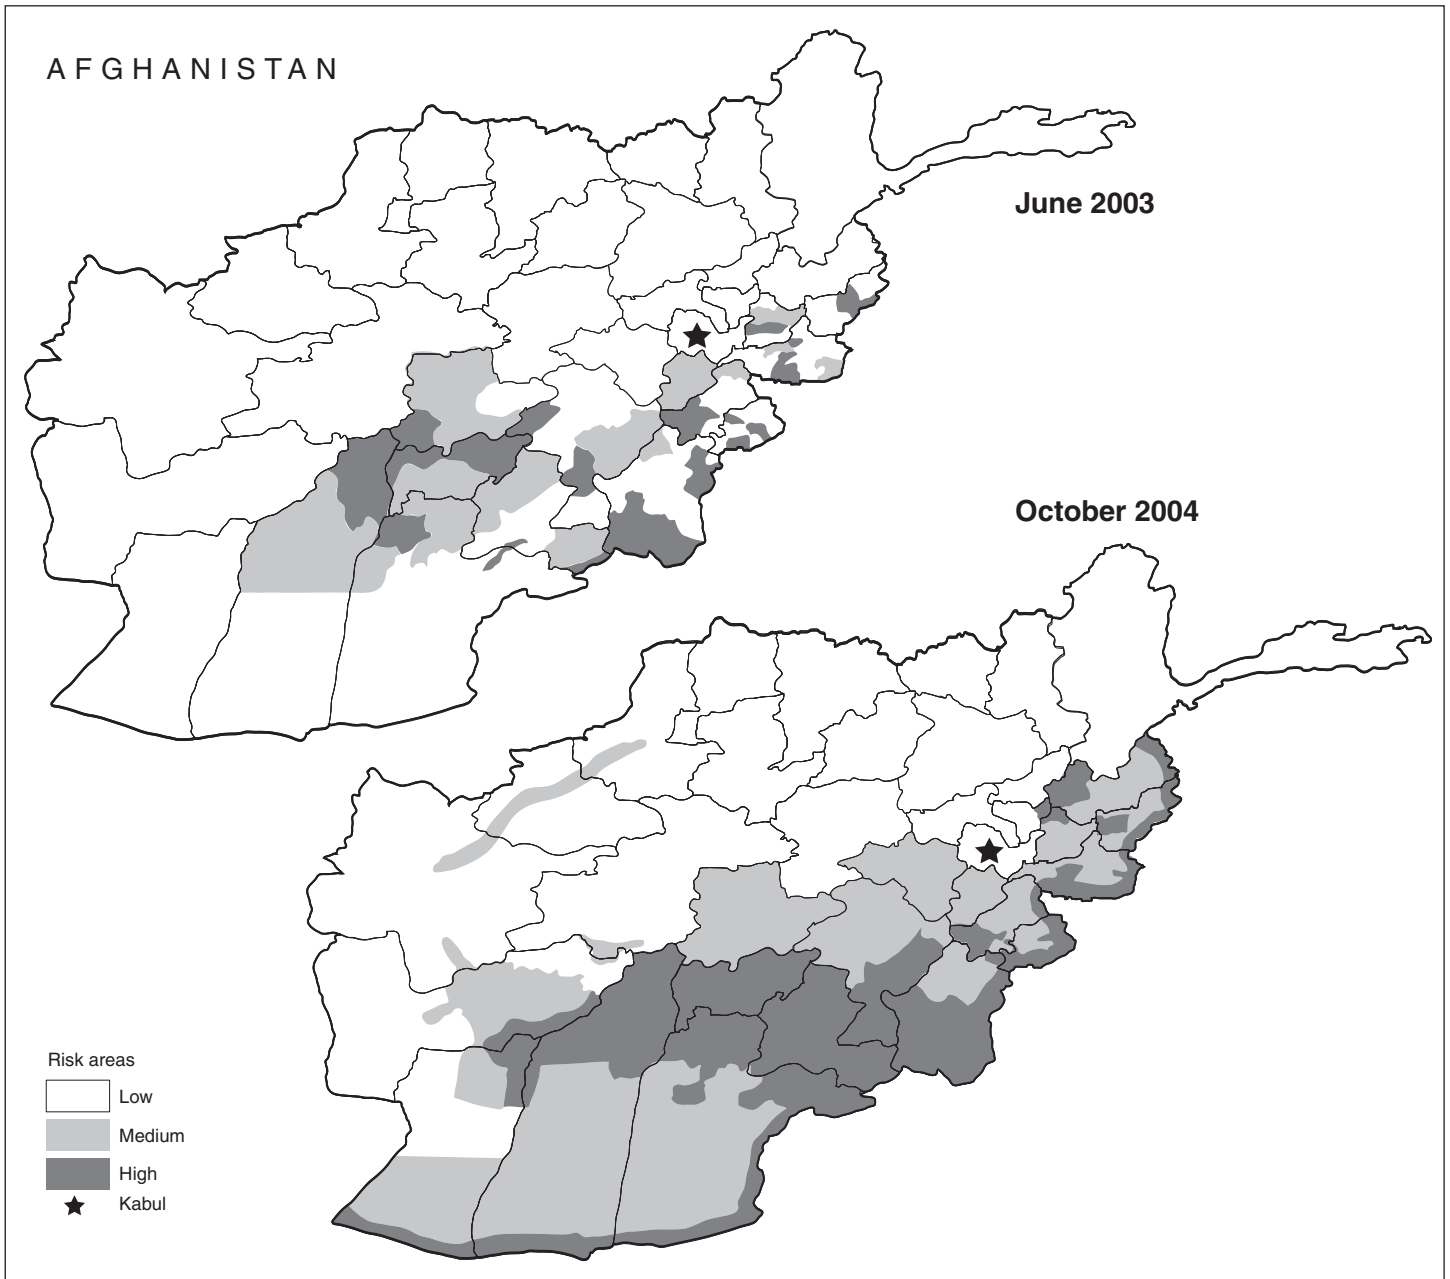 AFGHANISTAN
June 2003
October 2004
Risk areas
Low
Medium
High
Kabul